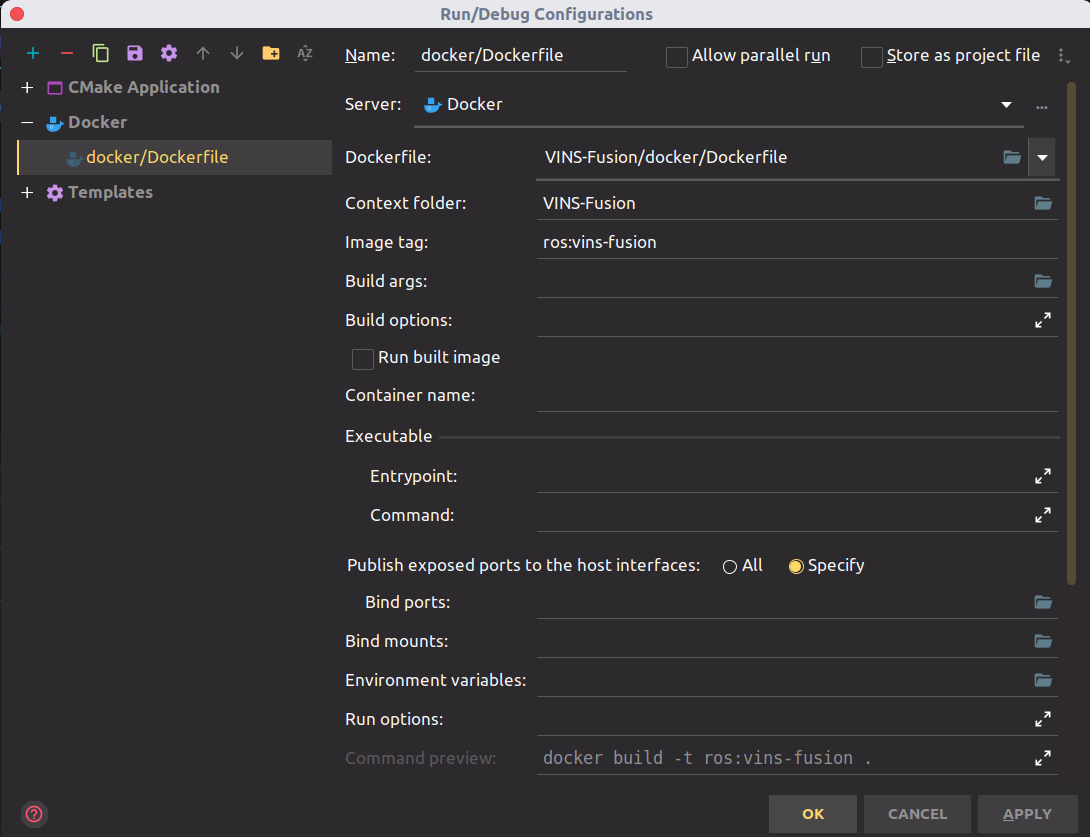 Run/Debug Configurations
Name: docker/Dockerfile Allow parallel run Store as project file
CMake Application
Docker
docker/Dockerfile
Templates
Server: Docker ...
Dockerfile: VINS-Fusion/docker/Dockerfile
Context folder: VINS-Fusion
Image tag: ros:vins-fusion
Build args:
Build options:
Run built image
Container name:
Executable
Entrypoint:
Command:
Publish exposed ports to the host interfaces: All Specify
Bind ports:
Bind mounts:
Environment variables:
Run options:
Command preview: docker build -t ros:vins-fusion .
? OK CANCEL APPLY